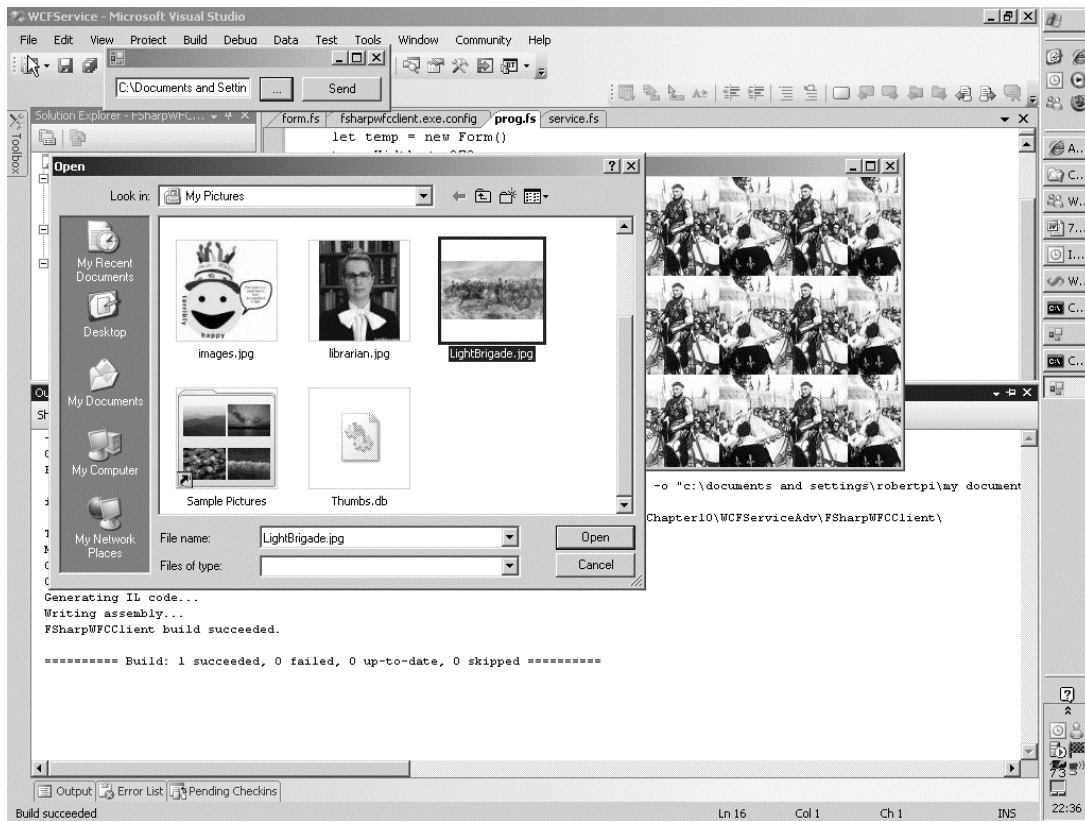 WCFService - Microsoft Visual Studio
File Edit View Project Build Debug Data Test Tools Window Community Help
C:\Documents and Settin ... Send
Solution Explorer - FSharpWFC...
form.fs fsharpwfcclient.exe.config prog.fs service.fs
Toolbox
let temp = new Form()
Open
Look in: My Pictures
My Recent Documents
Desktop
My Documents
My Computer
My Network Places
terribly happy
images.jpg librarian.jpg LightBrigade.jpg
Sample Pictures Thumbs.db
File name: LightBrigade.jpg Open
Files of type: Cancel
-o "c:\documents and settings\robertpi\my document
Chapter10\WCFServiceAdv\FSharpWFCClient\
Generating IL code...
Writing assembly...
FSharpWFCClient build succeeded.
========== Build: 1 succeeded, 0 failed, 0 up-to-date, 0 skipped ==========
Output Error List Pending Checkins
Build succeeded Ln 16 Col 1 Ch 1 INS
A..
C...
W..
7...
I...
W..
C...
C...
73
22:36